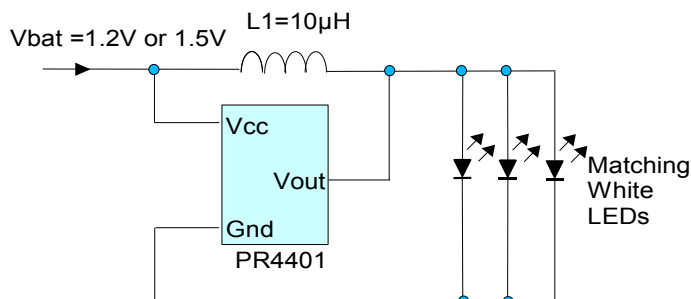 L1=10µH
Vbat =1.2V or 1.5V
Vcc
Vout
Gnd
PR4401
Matching
White
LEDs